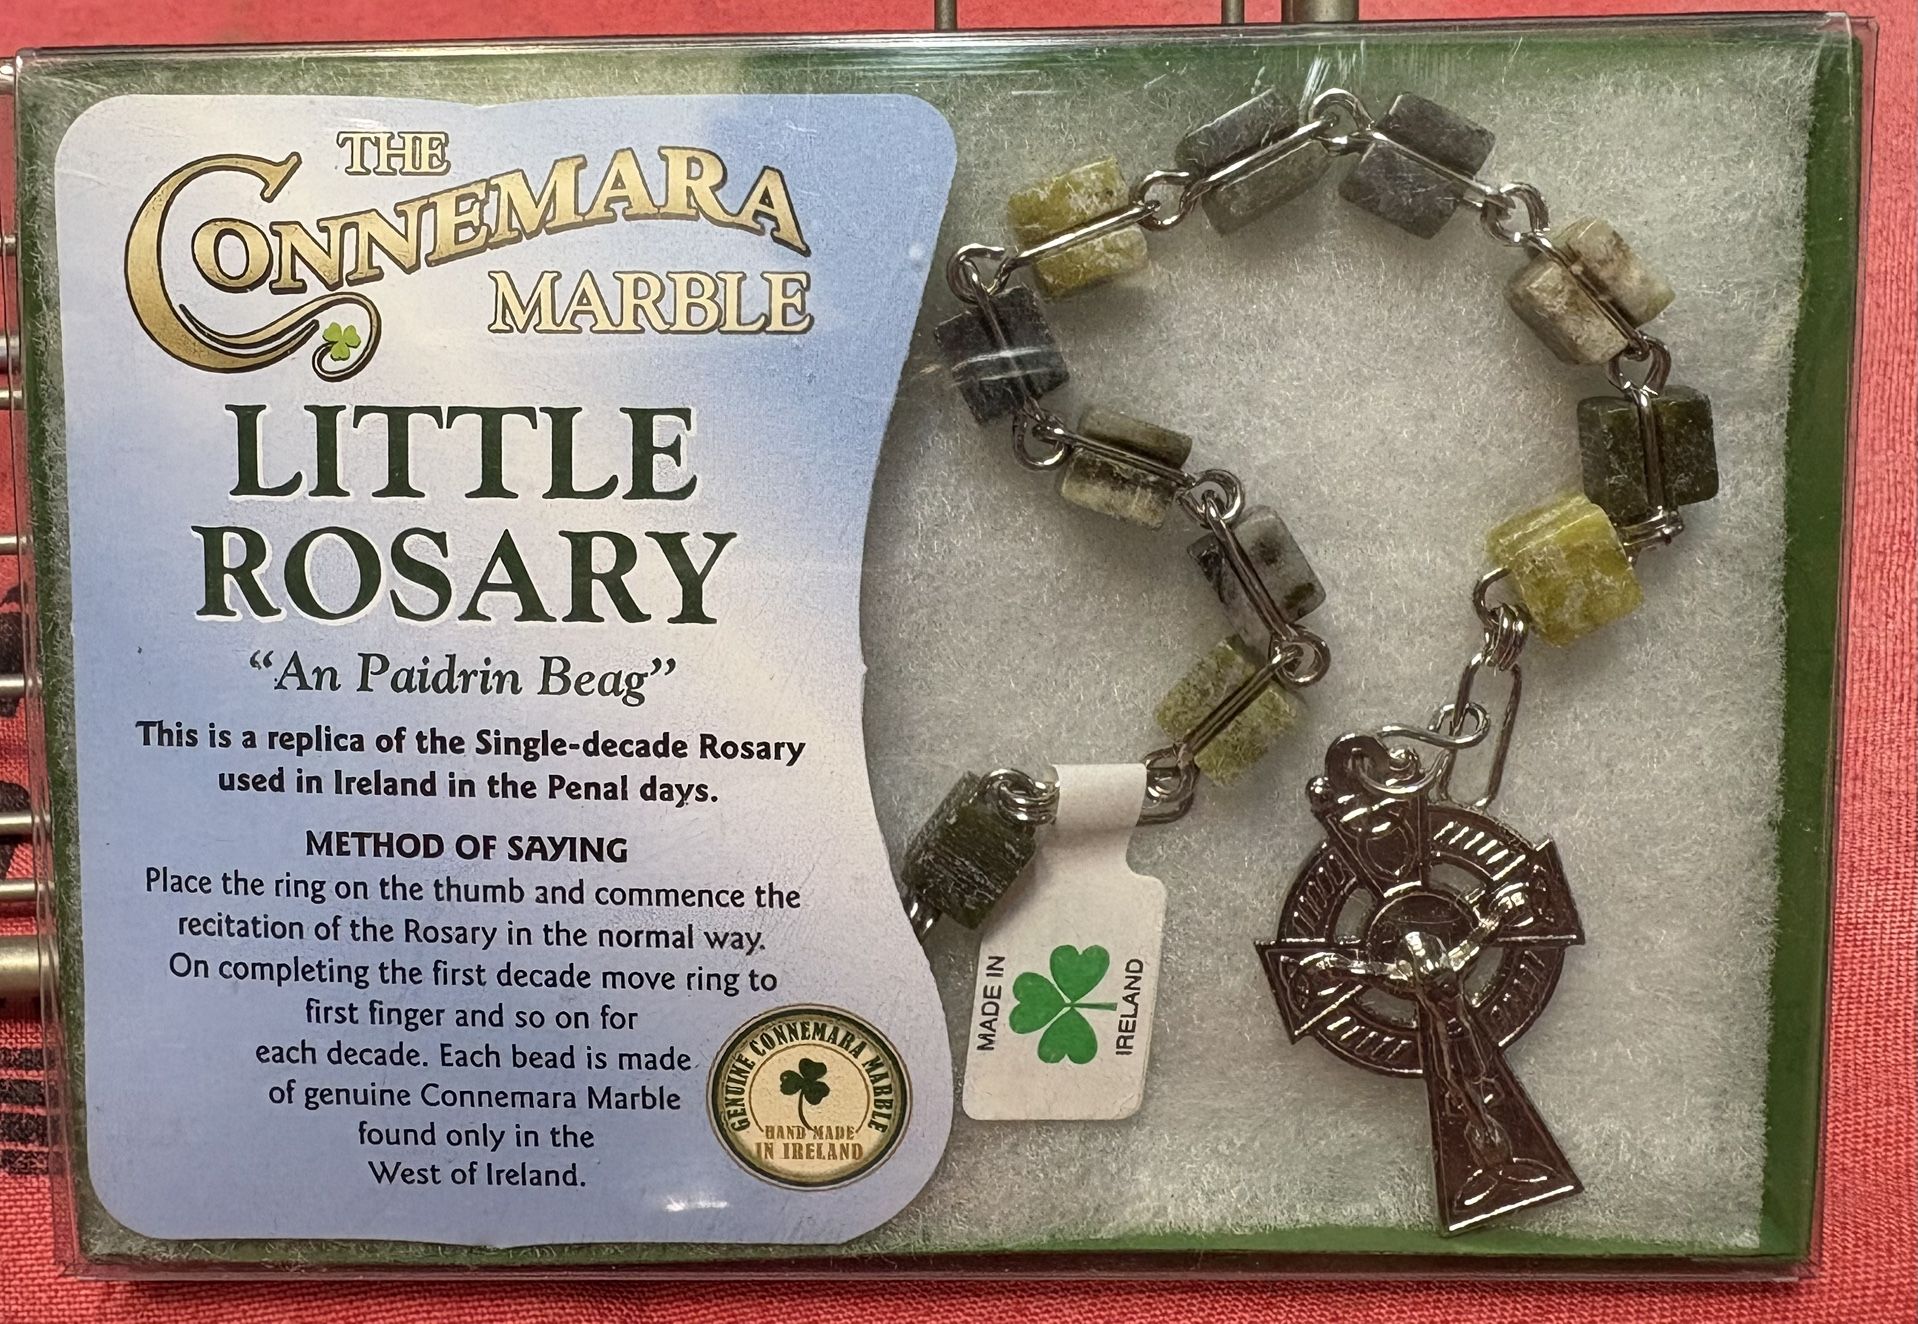 THE
CONNEMARA
MARBLE
LITTLE
ROSARY
“An Paidrin Beag”
This is a replica of the Single-decade Rosary
used in Ireland in the Penal days.
METHOD OF SAYING
Place the ring on the thumb and commence the
recitation of the Rosary in the normal way.
On completing the first decade move ring to
first finger and so on for
each decade. Each bead is made
of genuine Connemara Marble
found only in the
West of Ireland.
GENUINE CONNEMARA MARBLE
HAND MADE
IN IRELAND
MADE IN
IRELAND